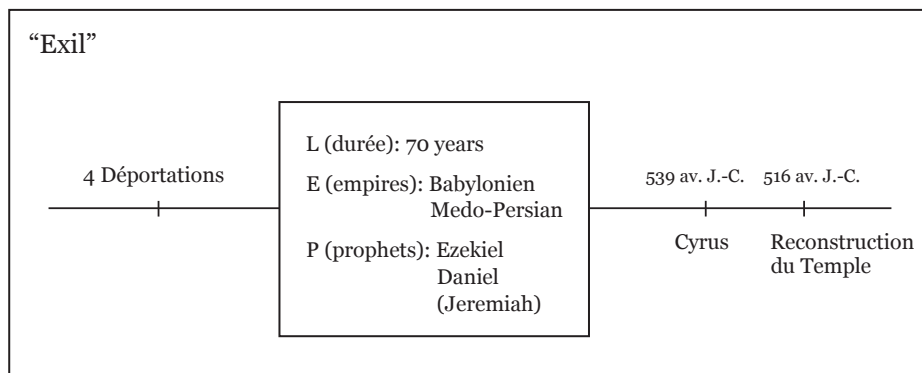 “Exil”
4 Déportations
L (durée): 70 years
E (empires): Babylonien
Medo-Persian
P (prophets): Ezekiel
Daniel
(Jeremiah)
539 av. J.-C.
516 av. J.-C.
Cyrus
Reconstruction
du Temple